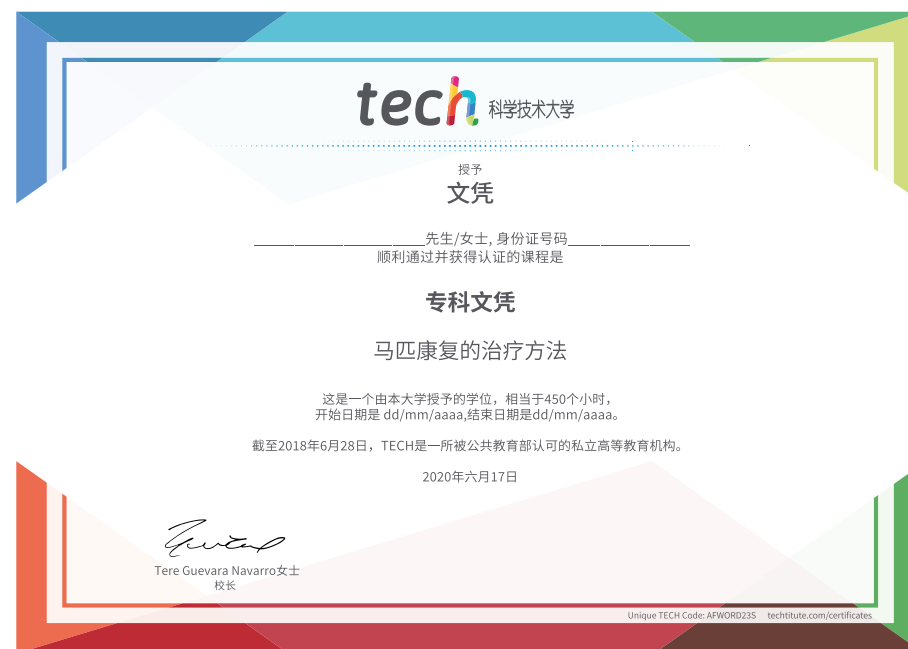 tech 科学技术大学
授予
文凭
先生/女士, 身份证号码
顺利通过并获得认证的课程是
专科文凭
马匹康复的治疗方法
这是一个由本大学授予的学位，相当于450个小时，
开始日期是 dd/mm/aaaa,结束日期是dd/mm/aaaa。
截至2018年6月28日，TECH是一所被公共教育部认可的私立高等教育机构。
2020年六月17日
Tere Guevara Navarro女士
校长
Unique TECH Code: AFWORD23S techtitute.com/certificates